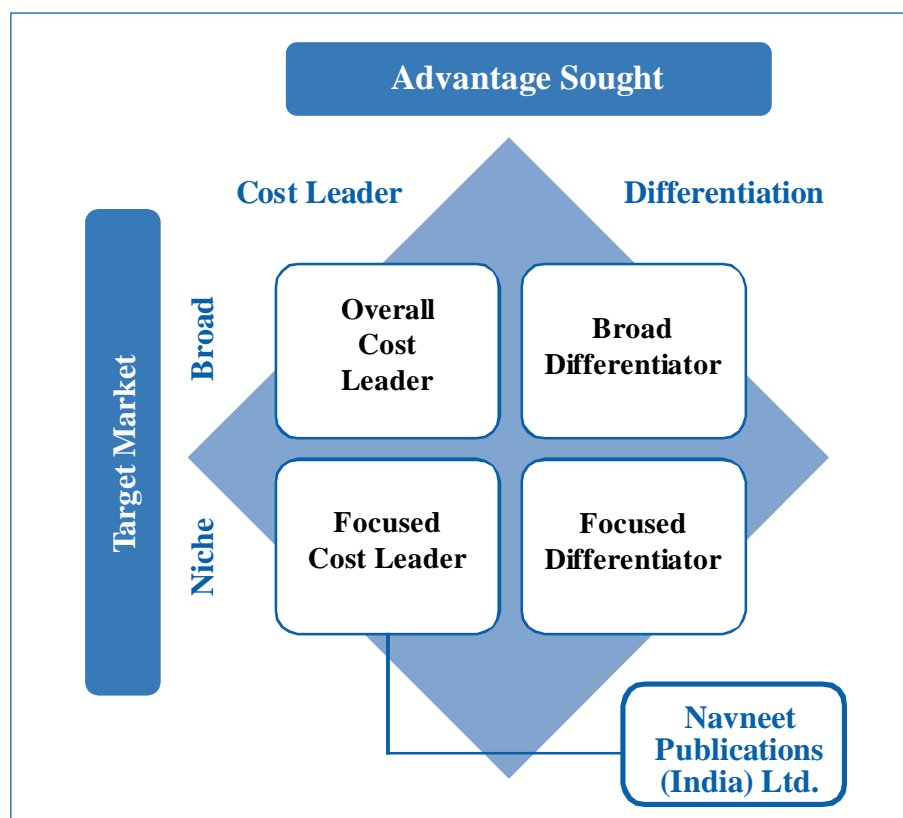 Advantage Sought
Cost Leader
Differentiation
Target Market
Broad
Overall
Cost
Leader
Broad
Differentiator
Niche
Focused
Cost Leader
Focused
Differentiator
Navneet
Publications
(India) Ltd.